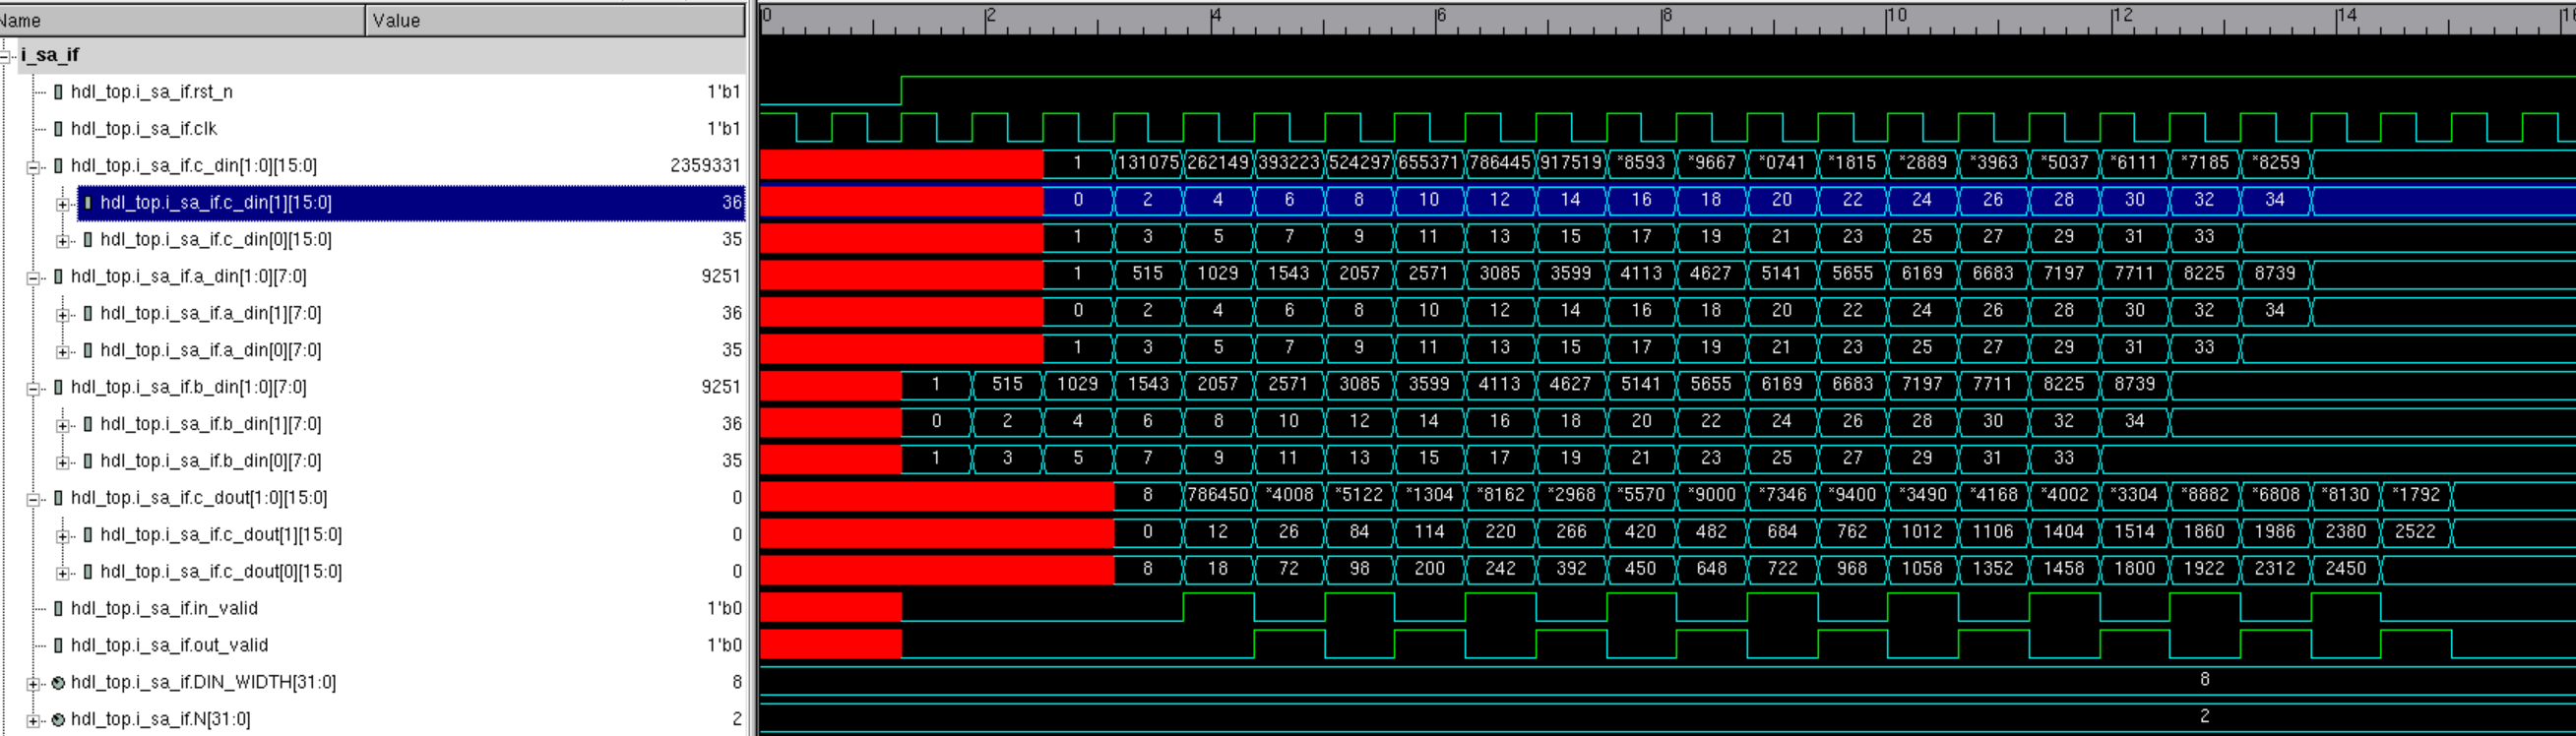 Name Value 0 2 4 6 8 10 12 14
i_sa_if
hdl_top.i_sa_if.rst_n 1'b1
hdl_top.i_sa_if.clk 1'b1
hdl_top.i_sa_if.c_din[1:0][15:0] 2359331 1 131075 262149 393223 524297 655371 786445 917519 *8593 *9667 *0741 *1815 *2889 *3963 *5037 *6111 *7185 *8259
hdl_top.i_sa_if.c_din[1][15:0] 36 0 2 4 6 8 10 12 14 16 18 20 22 24 26 28 30 32 34
hdl_top.i_sa_if.c_din[0][15:0] 35 1 3 5 7 9 11 13 15 17 19 21 23 25 27 29 31 33
hdl_top.i_sa_if.a_din[1:0][7:0] 9251 1 515 1029 1543 2057 2571 3085 3599 4113 4627 5141 5655 6169 6683 7197 7711 8225 8739
hdl_top.i_sa_if.a_din[1][7:0] 36 0 2 4 6 8 10 12 14 16 18 20 22 24 26 28 30 32 34
hdl_top.i_sa_if.a_din[0][7:0] 35 1 3 5 7 9 11 13 15 17 19 21 23 25 27 29 31 33
hdl_top.i_sa_if.b_din[1:0][7:0] 9251 1 515 1029 1543 2057 2571 3085 3599 4113 4627 5141 5655 6169 6683 7197 7711 8225 8739
hdl_top.i_sa_if.b_din[1][7:0] 36 0 2 4 6 8 10 12 14 16 18 20 22 24 26 28 30 32 34
hdl_top.i_sa_if.b_din[0][7:0] 35 1 3 5 7 9 11 13 15 17 19 21 23 25 27 29 31 33
hdl_top.i_sa_if.c_dout[1:0][15:0] 0 8 786450 *4008 *5122 *1304 *8162 *2968 *5570 *9000 *7346 *9400 *3490 *4168 *4002 *3304 *8882 *6808 *8130 *1792
hdl_top.i_sa_if.c_dout[1][15:0] 0 0 12 26 84 114 220 266 420 482 684 762 1012 1106 1404 1514 1860 1986 2380 2522
hdl_top.i_sa_if.c_dout[0][15:0] 0 8 18 72 98 200 242 392 450 648 722 968 1058 1352 1458 1800 1922 2312 2450
hdl_top.i_sa_if.in_valid 1'b0
hdl_top.i_sa_if.out_valid 1'b0
hdl_top.i_sa_if.DIN_WIDTH[31:0] 8 8
hdl_top.i_sa_if.N[31:0] 2 2